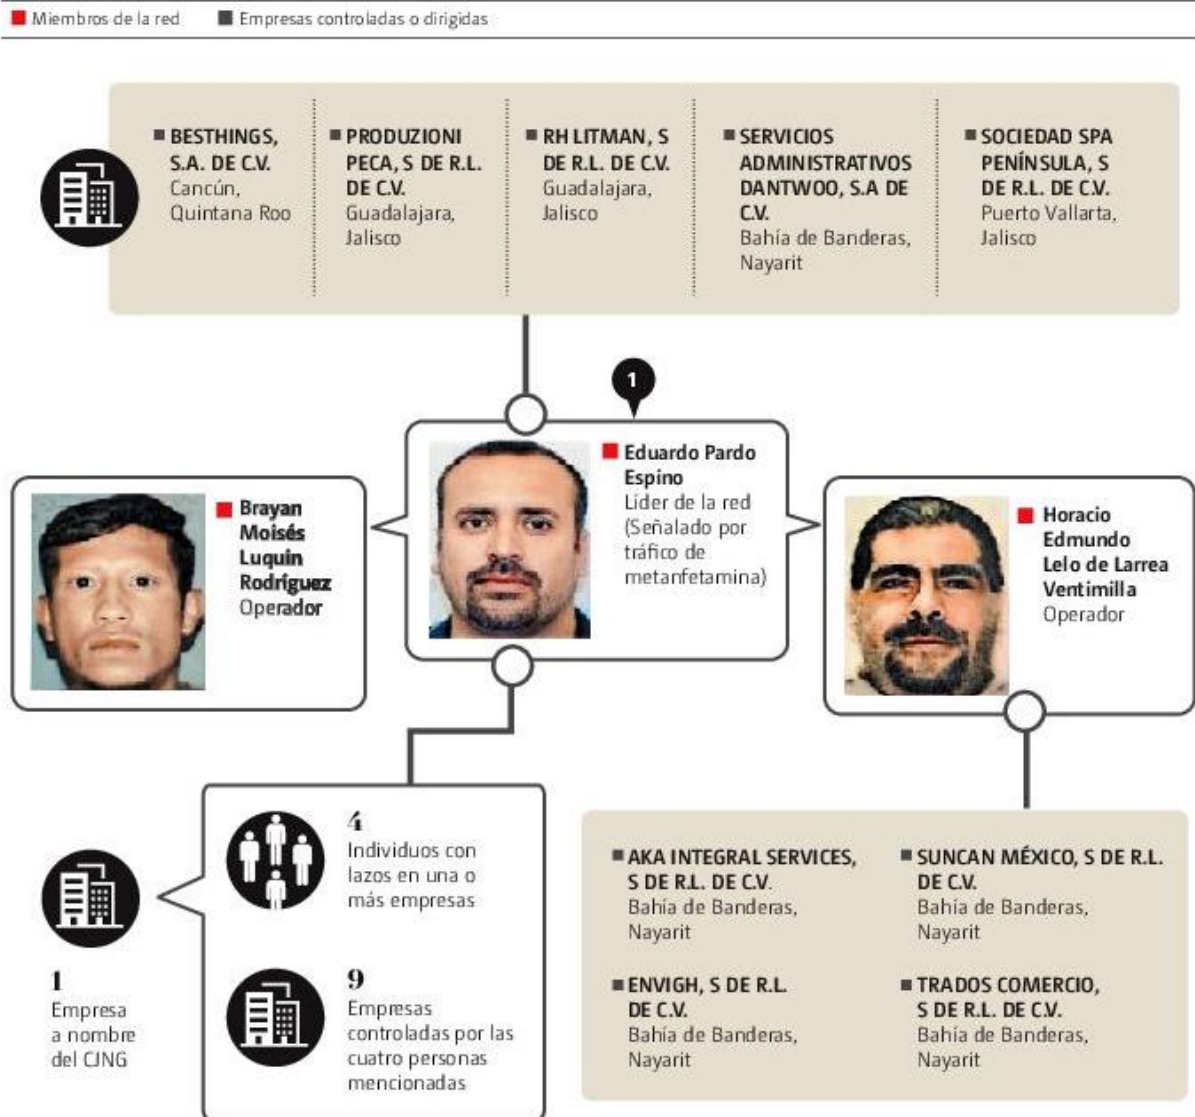 Miembros de la red
Empresas controladas o dirigidas
BESTHINGS,
S.A. DE C.V.
Cancún,
Quintana Roo
PRODUZIONI
PECA, S DE R.L.
DE C.V.
Guadalajara,
Jalisco
RH LITMAN, S
DE R.L. DE C.V.
Guadalajara,
Jalisco
SERVICIOS
ADMINISTRATIVOS
DANTWOO, S.A DE
C.V.
Bahía de Banderas,
Nayarit
SOCIEDAD SPA
PENÍNSULA, S
DE R.L. DE C.V.
Puerto Vallarta,
Jalisco
1
Brayan
Moisés
Luquin
Rodríguez
Operador
Eduardo Pardo
Espino
Lider de la red
(Señalado por
tráfico de
metanfetamina)
Horacio
Edmundo
Lelo de Larrea
Ventimilla
Operador
1
Empresa
a nombre
del CJNG
4
Individuos con
lazos en una o
más empresas
9
Empresas
controladas por las
cuatro personas
mencionadas
AKA INTEGRAL SERVICES,
S DE R.L. DE C.V.
Bahía de Banderas,
Nayarit
SUNCAN MÉXICO, S DE R.L.
DE C.V.
Bahía de Banderas,
Nayarit
ENVIGH, S DE R.L.
DE C.V.
Bahía de Banderas,
Nayarit
TRADOS COMERCIO,
S DE R.L. DE C.V.
Bahía de Banderas,
Nayarit